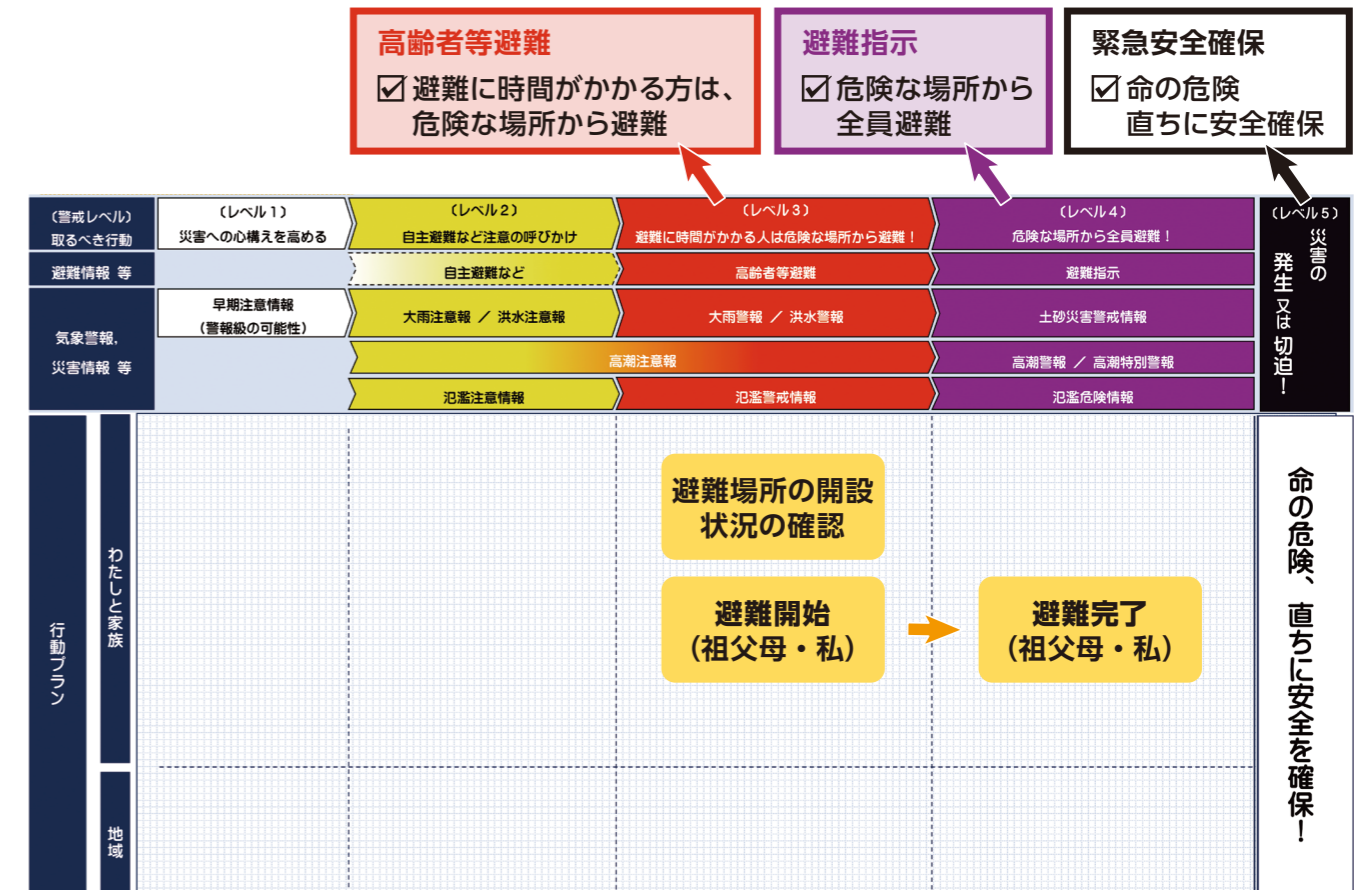 高齢者等避難
☑避難に時間がかかる方は、
危険な場所から避難
避難指示
☑危険な場所から
全員避難
緊急安全確保
☑命の危険
直ちに安全確保
(警戒レベル)
取るべき行動
(レベル1)
災害への心構えを高める
(レベル2)
自主避難など注意の呼びかけ
(レベル3)
避難に時間がかかる人は危険な場所から避難!
(レベル4)
危険な場所から全員避難!
(レベル5)
災害の
発生又は切迫!
避難情報 等
自主避難など
高齢者等避難
避難指示
気象警報,
災害情報 等
早期注意情報
(警報級の可能性)
大雨注意報 / 洪水注意報
大雨警報 / 洪水警報
土砂災害警戒情報
高潮注意報
高潮警報 / 高潮特別警報
氾濫注意情報
氾濫警戒情報
氾濫危険情報
行動プラン
わたしと家族
避難場所の開設
状況の確認
避難開始
(祖父母・私)
避難完了
(祖父母・私)
地域
命の危険、直ちに安全を確保!